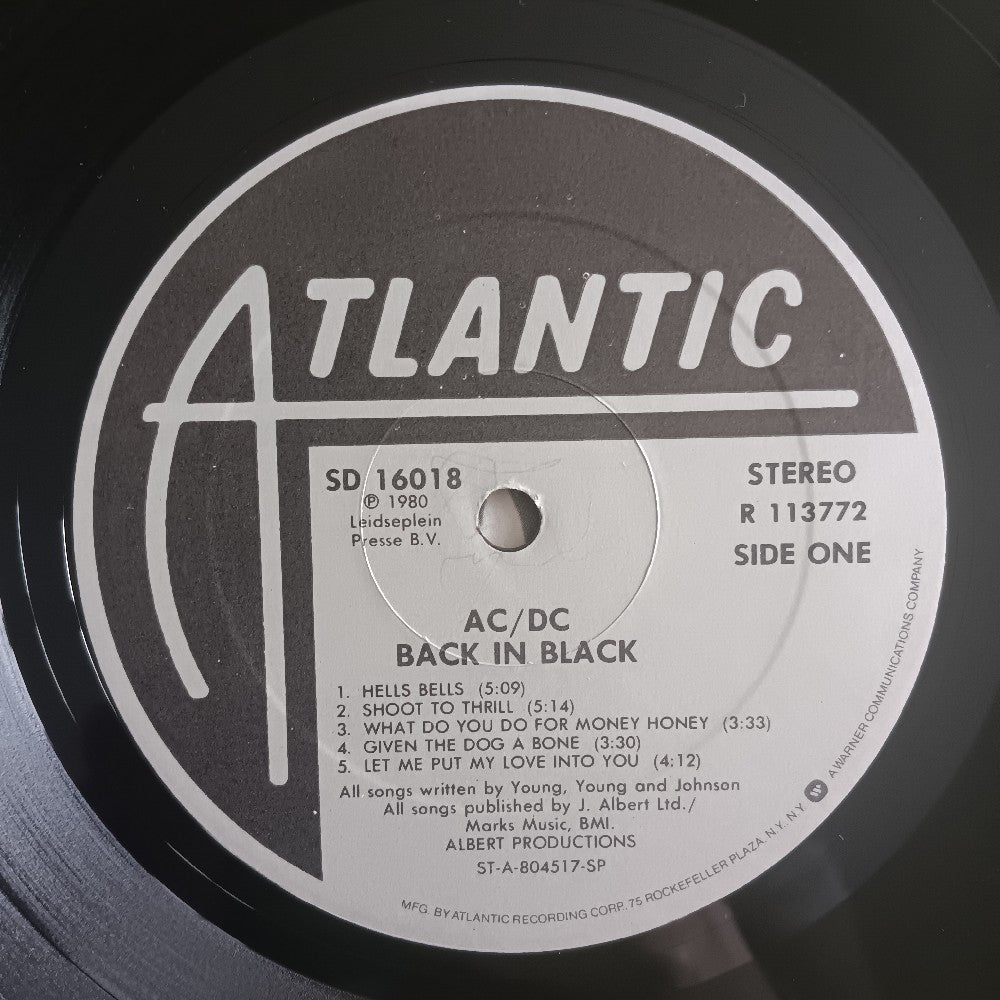 ATLANTIC
SD 16018
℗ 1980
Leidseplein
Presse B.V.
STEREO
R 113772
SIDE ONE
AC/DC
BACK IN BLACK
1. HELLS BELLS (5:09)
2. SHOOT TO THRILL (5:14)
3. WHAT DO YOU DO FOR MONEY HONEY (3:33)
4. GIVEN THE DOG A BONE (3:30)
5. LET ME PUT MY LOVE INTO YOU (4:12)
All songs written by Young, Young and Johnson
All songs published by J. Albert Ltd./
Marks Music, BMI.
ALBERT PRODUCTIONS
ST-A-804517-SP
MFG. BY ATLANTIC RECORDING CORP., 75 ROCKEFELLER PLAZA, N.Y., N.Y. W A WARNER COMMUNICATIONS COMPANY